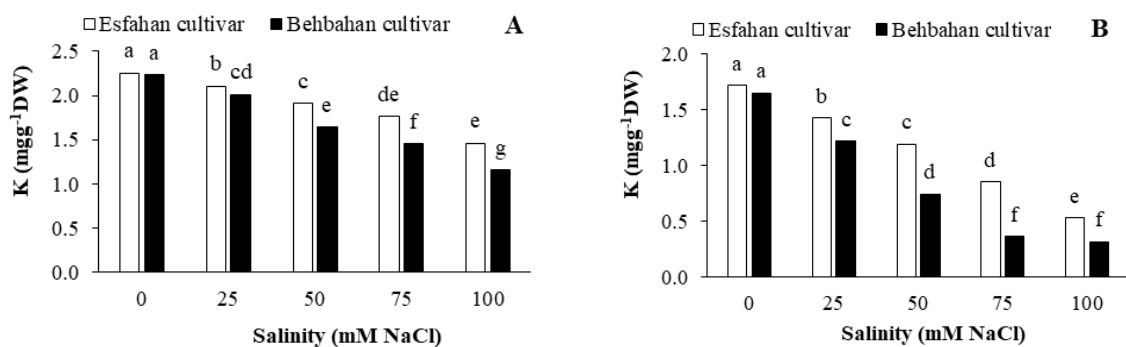 □ Esfahan cultivar ■ Behbahan cultivar A
2.5
2.0
1.5
1.0
0.5
0.0
K (mgg⁻¹DW)
a a b cd c e de f e g
0 25 50 75 100
Salinity (mM NaCl)
□ Esfahan cultivar ■ Behbahan cultivar B
2.0
1.5
1.0
0.5
0.0
K (mgg⁻¹DW)
a a b c c d d f e f
0 25 50 75 100
Salinity (mM NaCl)